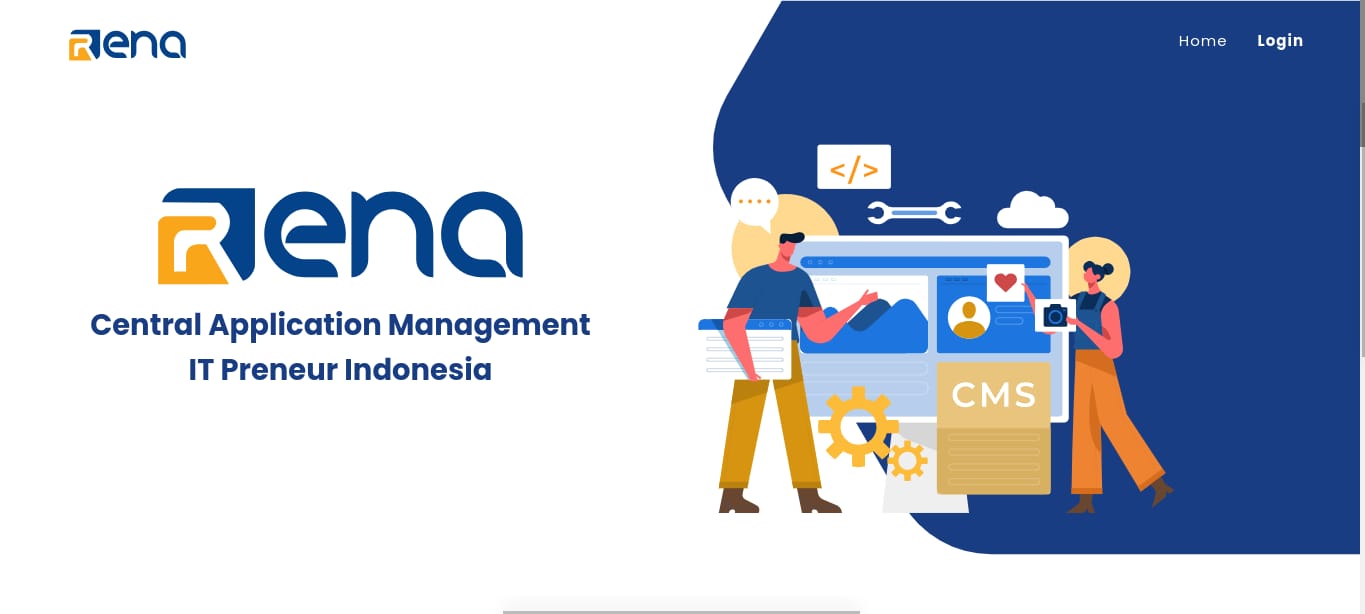 Rena
Home
Login
</>
Rena
Central Application Management
IT Preneur Indonesia
CMS